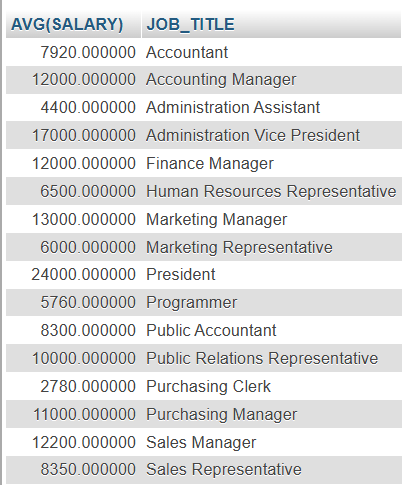 AVG(SALARY) JOB_TITLE
7920.000000 Accountant
12000.000000 Accounting Manager
4400.000000 Administration Assistant
17000.000000 Administration Vice President
12000.000000 Finance Manager
6500.000000 Human Resources Representative
13000.000000 Marketing Manager
6000.000000 Marketing Representative
24000.000000 President
5760.000000 Programmer
8300.000000 Public Accountant
10000.000000 Public Relations Representative
2780.000000 Purchasing Clerk
11000.000000 Purchasing Manager
12200.000000 Sales Manager
8350.000000 Sales Representative